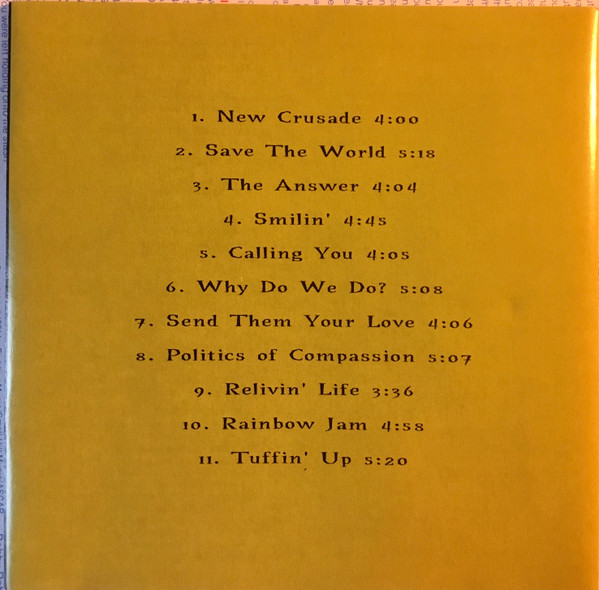 1. New Crusade 4:00
2. Save The World 5:18
3. The Answer 4:04
4. Smilin' 4:45
5. Calling You 4:05
6. Why Do We Do? 5:08
7. Send Them Your Love 4:06
8. Politics of Compassion 5:07
9. Relivin' Life 3:36
10. Rainbow Jam 4:58
11. Tuffin' Up 5:20